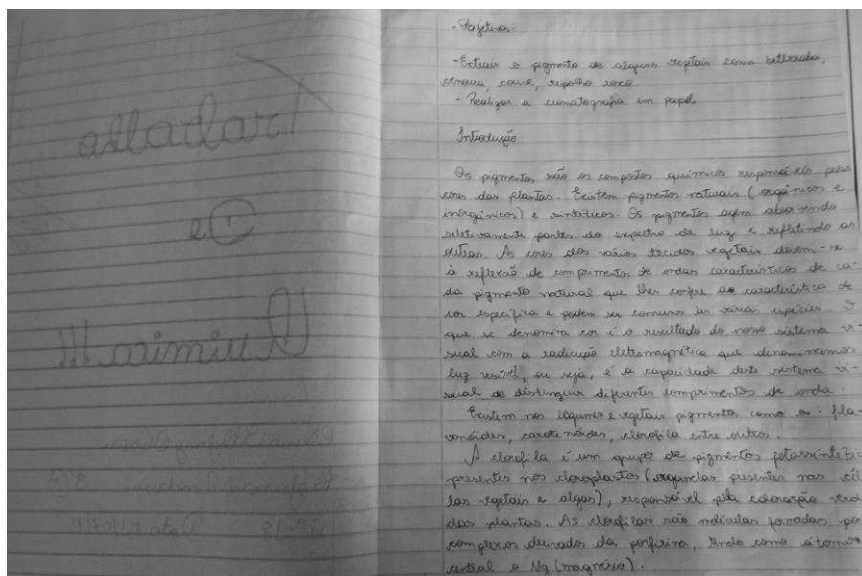 Trabalho
de
Química !!!
- Objetivos:
- Extrair o pigmento de alguns vegetais como beterraba,
cenoura, couve, repolho roxo.
- Realizar a cromatografia em papel
Introdução
Os pigmentos são os compostos químicos responsáveis pelas
cores das plantas. Existem pigmentos naturais (orgânicos e
inorgânicos) e sintéticos. Os pigmentos agem absorvendo
seletivamente partes do espectro da luz e refletindo as
outras. As cores dos vários tecidos vegetais devem-se
à reflexão de comprimentos de ondas característicos de ca-
da pigmento natural que lhes confere as característica de
cor específica e podem ser comuns às várias espécies. O
que se denomina cor é o resultado do nosso sistema vi-
sual com a radiação eletromagnética que denominamos
luz visível, ou seja, é a capacidade deste sistema vi-
sual de distinguir diferentes comprimentos de onda.
Existem nos légumes e vegetais pigmentos como os: fla-
vonóides, carotenóides, clorofila entre outros.
A clorofila é um grupo de pigmentos
presentes nos cloroplastos (organelas presentes nas
las vegetais e algas), responsável pela coloração
das plantas. As clorofilas são moléculas formadas por
complexos derivados da porfirina, tendo como átomo
central o Mg (magnésio).